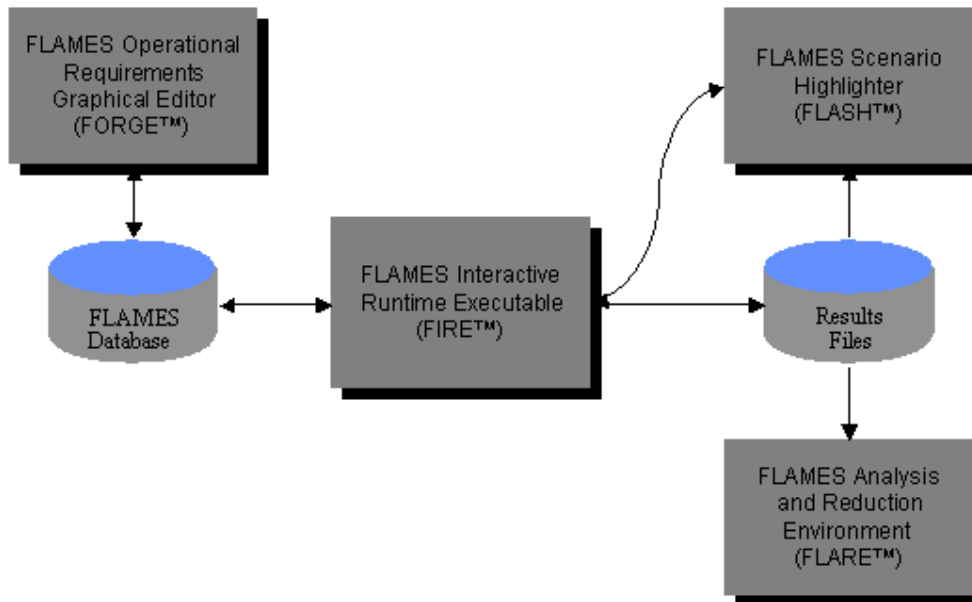 FLAMES Operational
Requirements
Graphical Editor
(FORGE™)
FLAMES Scenario
Highlighter
(FLASH™)
FLAMES
Database
FLAMES Interactive
Runtime Executable
(FIRE™)
Results
Files
FLAMES Analysis
and Reduction
Environment
(FLARE™)